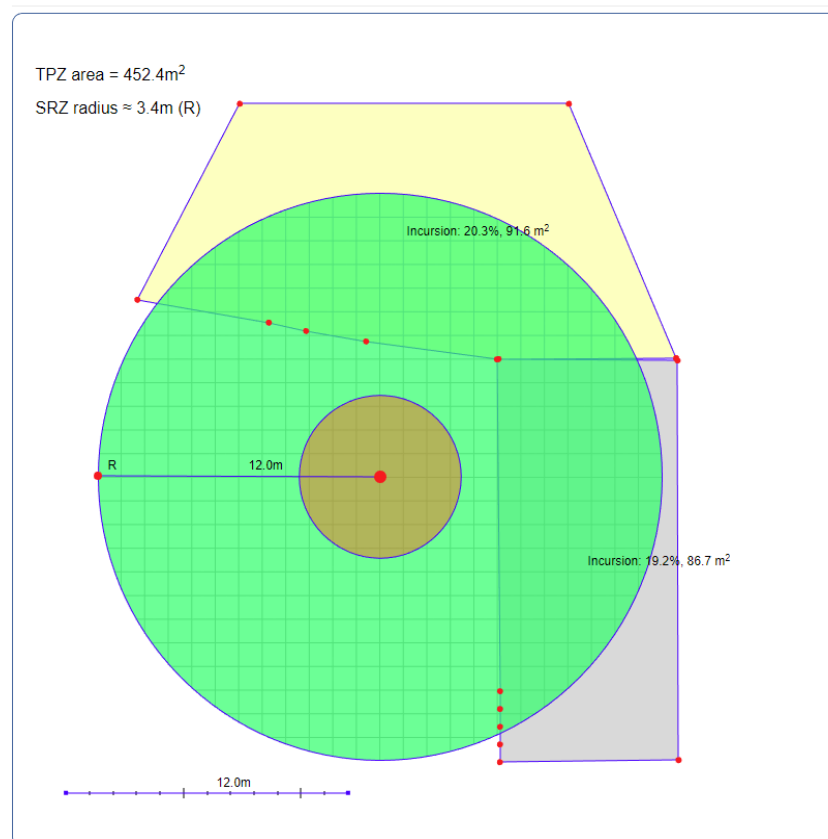 TPZ area = 452.4m²
SRZ radius ≈ 3.4m (R)
Incursion: 20.3%, 91.6 m²
R
12.0m
Incursion: 19.2%, 86.7 m²
12.0m